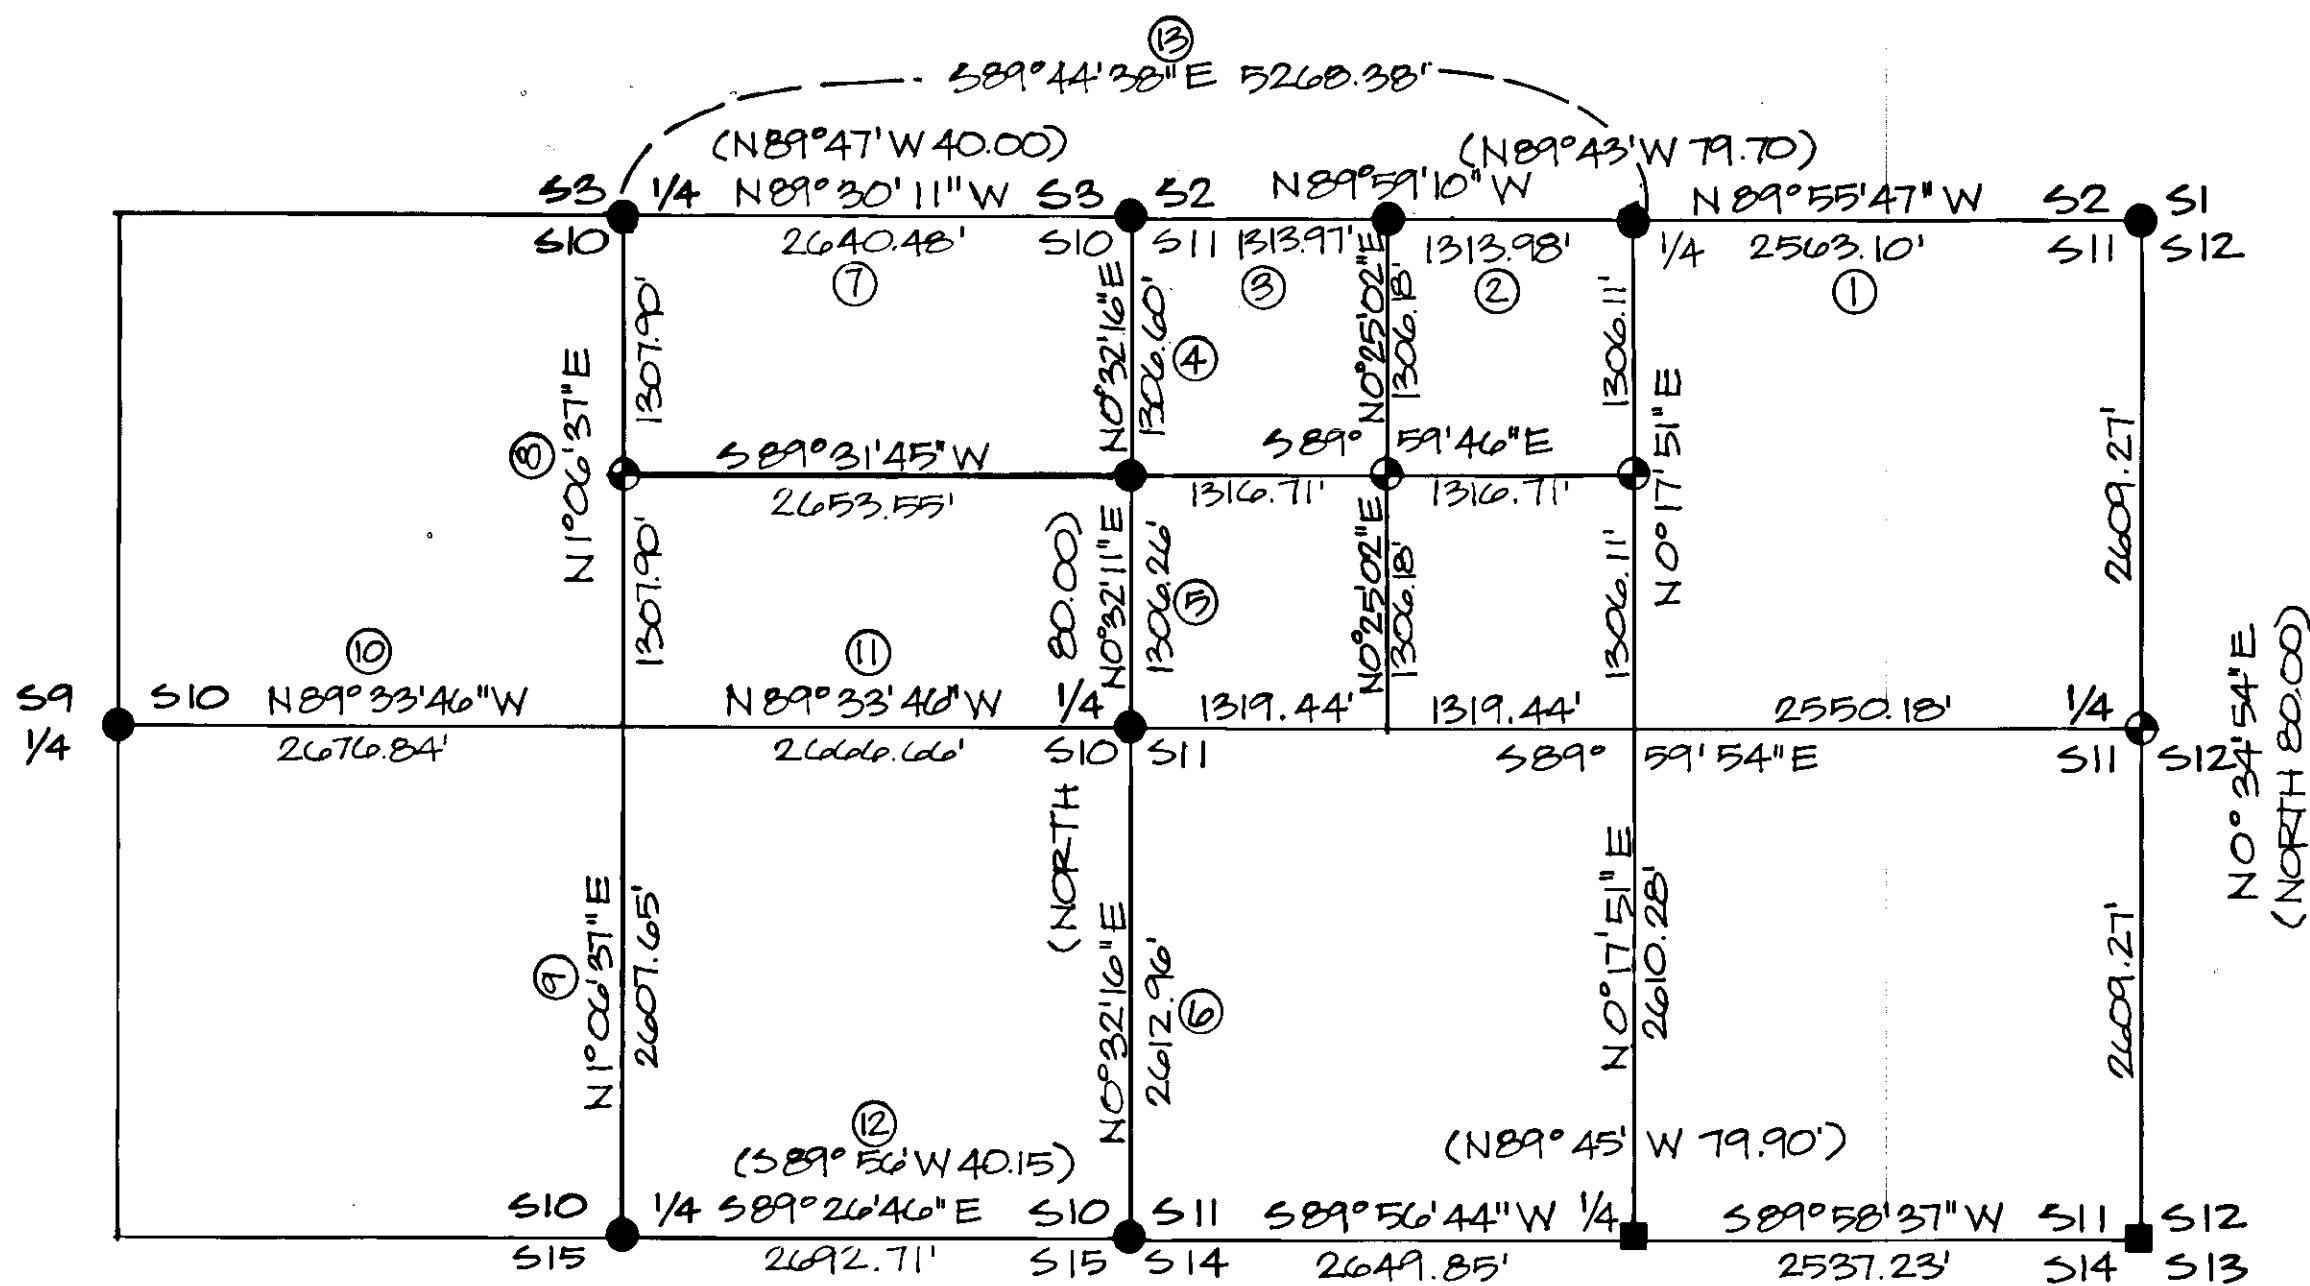 13
S89°44'38"E 5268.38'
(N89°47'W 40.00)
(N89°43'W 79.70)
S3 1/4 N89°30'11"W S3 S2 N89°59'10"W N89°55'47"W S2 S1
S10 2640.48' S10 S11 1313.97' 1313.98' 1/4 2563.10' S11 S12
7 3 2 1
1307.90'
N0°32'16"E
1306.60'
4
N0°25'02"E
1306.18'
1306.11'
N0°17'51"E
2609.27'
8
N1°06'37"E
S89°31'45"W
2653.55'
S89° 59'46"E
1316.71' 1316.71'
1307.90'
(NORTH 80.00)
N0°32'11"E
1306.26'
5
N0°25'02"E
1306.18'
1306.11'
N0°34'54"E
(NORTH 80.00)
10 11
S9 S10 N89°33'46"W N89°33'46"W 1/4 1319.44' 1319.44' 2550.18' 1/4
1/4 2676.84' 2666.66' S10 S11 S89° 59'54"E S11 S12
9
N1°06'37"E
2607.65'
N0°32'16"E
2612.96'
6
N0°17'51"E
2610.28'
2609.27'
12
(S89°56'W 40.15)
(N89°45' W 79.90')
S10 1/4 S89°26'46"E S10 S11 S89°56'44"W 1/4 S89°58'37"W S11 S12
S15 2692.71' S15 S14 2649.85' 2537.23' S14 S13